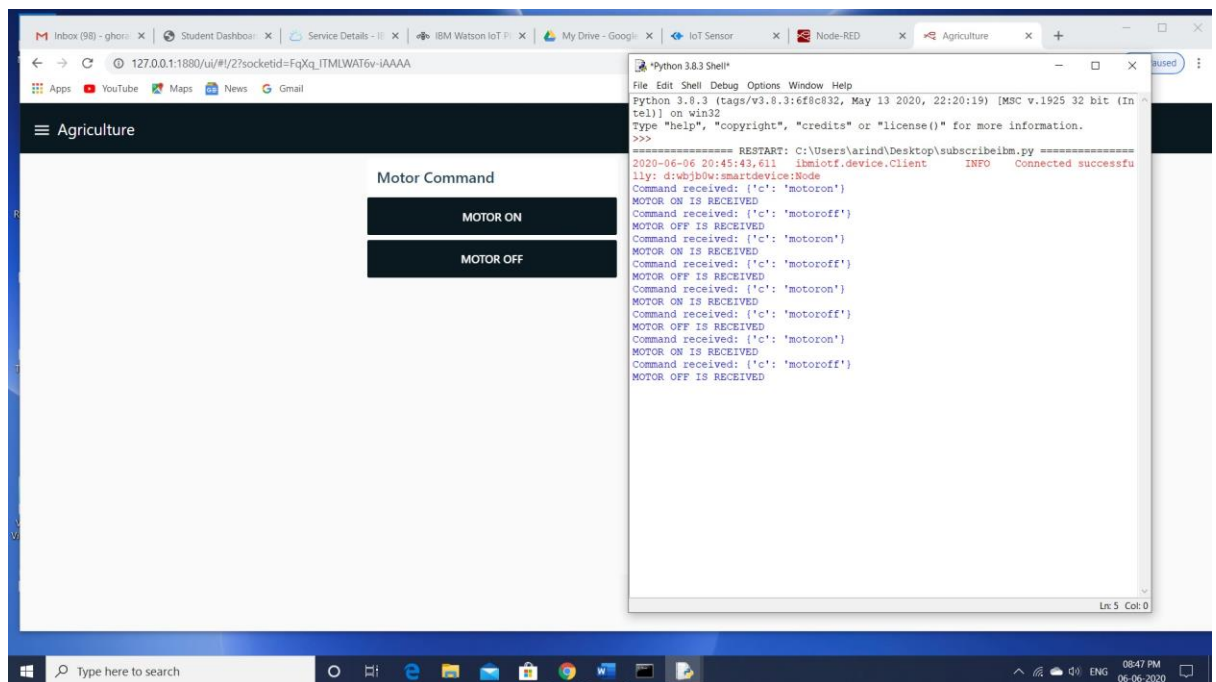 Inbox (98) - ghora
Student Dashboar
Service Details - IB
IBM Watson IoT P
My Drive - Googl
IoT Sensor
Node-RED
Agriculture
127.0.0.1:1880/ui/#!/2?socketid=FqXq_ITMLWAT6v-iAAAA
aused
Apps YouTube Maps News Gmail
Agriculture
Motor Command
MOTOR ON
MOTOR OFF
*Python 3.8.3 Shell*
File Edit Shell Debug Options Window Help
Python 3.8.3 (tags/v3.8.3:6f8c832, May 13 2020, 22:20:19) [MSC v.1925 32 bit (In
tel)] on win32
Type "help", "copyright", "credits" or "license()" for more information.
>>>
================ RESTART: C:\Users\arind\Desktop\subscribeibm.py ===============
2020-06-06 20:45:43,611 ibmiotf.device.Client INFO Connected successfu
lly: d:wbjb0w:smartdevice:Node
Command received: {'c': 'motoron'}
MOTOR ON IS RECEIVED
Command received: {'c': 'motoroff'}
MOTOR OFF IS RECEIVED
Command received: {'c': 'motoron'}
MOTOR ON IS RECEIVED
Command received: {'c': 'motoroff'}
MOTOR OFF IS RECEIVED
Command received: {'c': 'motoron'}
MOTOR ON IS RECEIVED
Command received: {'c': 'motoroff'}
MOTOR OFF IS RECEIVED
Command received: {'c': 'motoron'}
MOTOR ON IS RECEIVED
Command received: {'c': 'motoroff'}
MOTOR OFF IS RECEIVED
Ln: 5 Col: 0
Type here to search
ENG
08:47 PM
06-06-2020